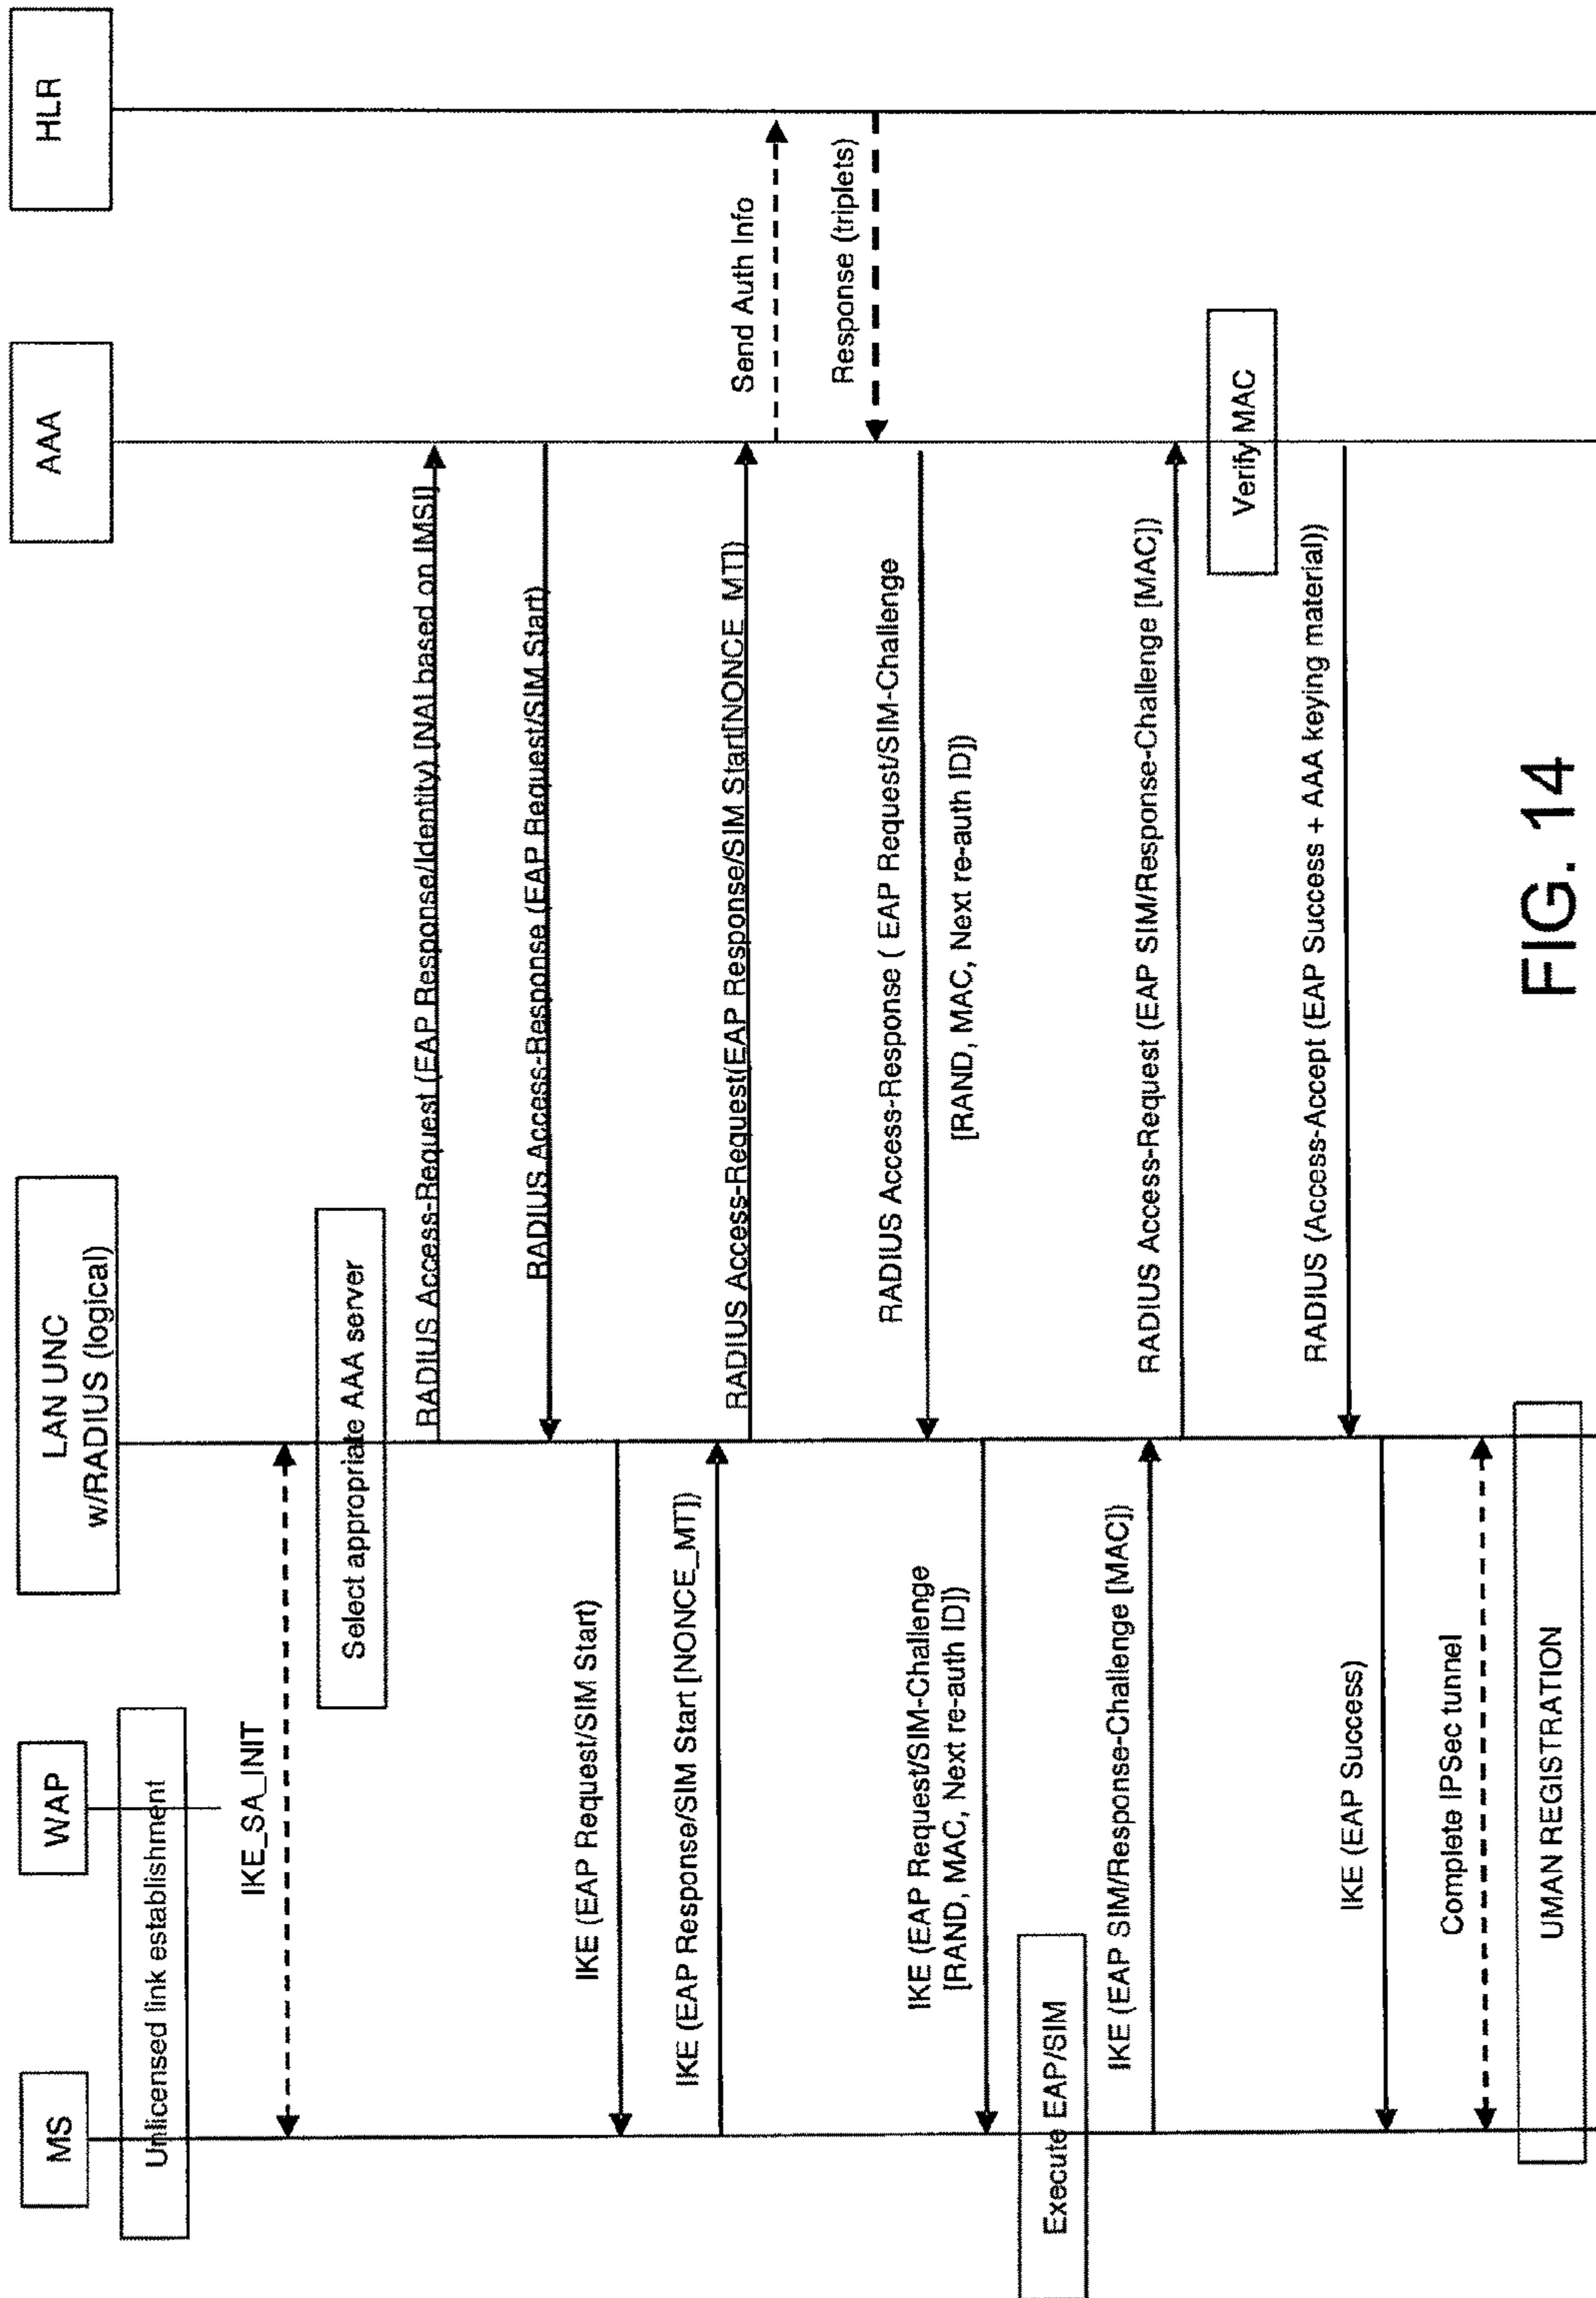 MS
WAP
LAN UNC
w/RADIUS (logical)
AAA
HLR
Unlicensed link establishment
IKE_SA_INIT
Select appropriate AAA server
RADIUS Access-Request (EAP Response/Identity) [NAI based on IMSI]
RADIUS Access-Response (EAP Request/SIM Start)
IKE (EAP Request/SIM Start)
IKE (EAP Response/SIM Start [NONCE_MT])
RADIUS Access-Request(EAP Response/SIM Start[NONCE_MT])
Send Auth Info
Response (triplets)
RADIUS Access-Response ( EAP Request/SIM-Challenge
[RAND, MAC, Next re-auth ID])
IKE (EAP Request/SIM-Challenge
[RAND, MAC, Next re-auth ID])
Execute EAP/SIM
IKE (EAP SIM/Response-Challenge [MAC])
RADIUS Access-Request (EAP SIM/Response-Challenge [MAC])
Verify MAC
RADIUS (Access-Accept (EAP Success + AAA keying material))
IKE (EAP Success)
Complete IPSec tunnel
UMAN REGISTRATION
FIG. 14